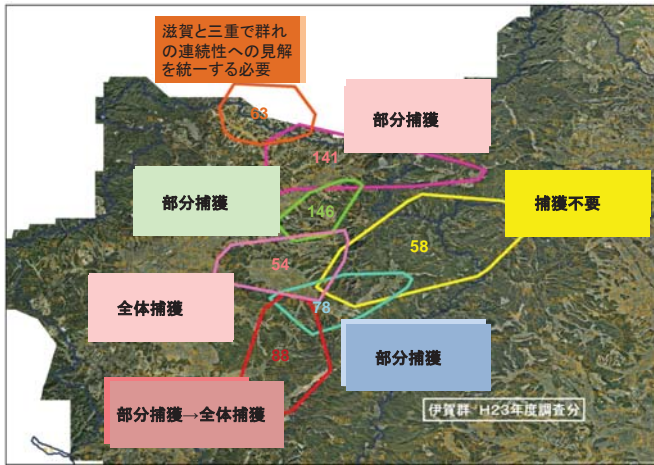 滋賀と三重で群れ
の連続性への見解
を統一する必要
63
部分捕獲
141
部分捕獲
146
捕獲不要
58
54
全体捕獲
78
部分捕獲
88
部分捕獲→全体捕獲
伊賀群 H23年度調査分